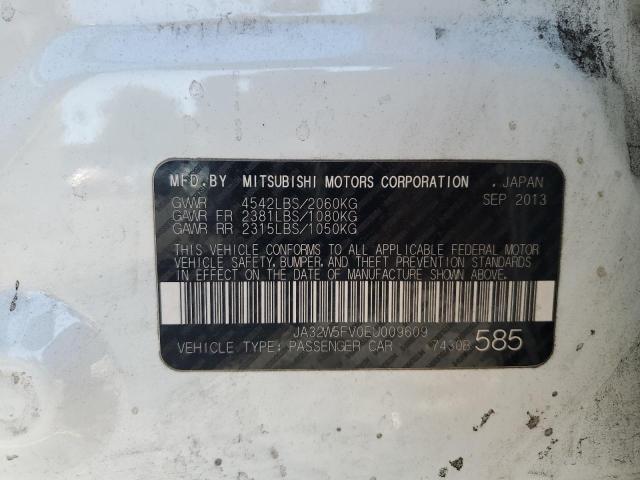 MFD. BY MITSUBISHI MOTORS CORPORATION , JAPAN
GVWR 4542LBS/2060KG SEP 2013
GAWR FR 2381LBS/1080KG
GAWR RR 2315LBS/1050KG
THIS VEHICLE CONFORMS TO ALL APPLICABLE FEDERAL MOTOR
VEHICLE SAFETY, BUMPER, AND THEFT PREVENTION STANDARDS
IN EFFECT ON THE DATE OF MANUFACTURE SHOWN ABOVE.
JA32W5FV0EU009609
VEHICLE TYPE: PASSENGER CAR 7430B 585